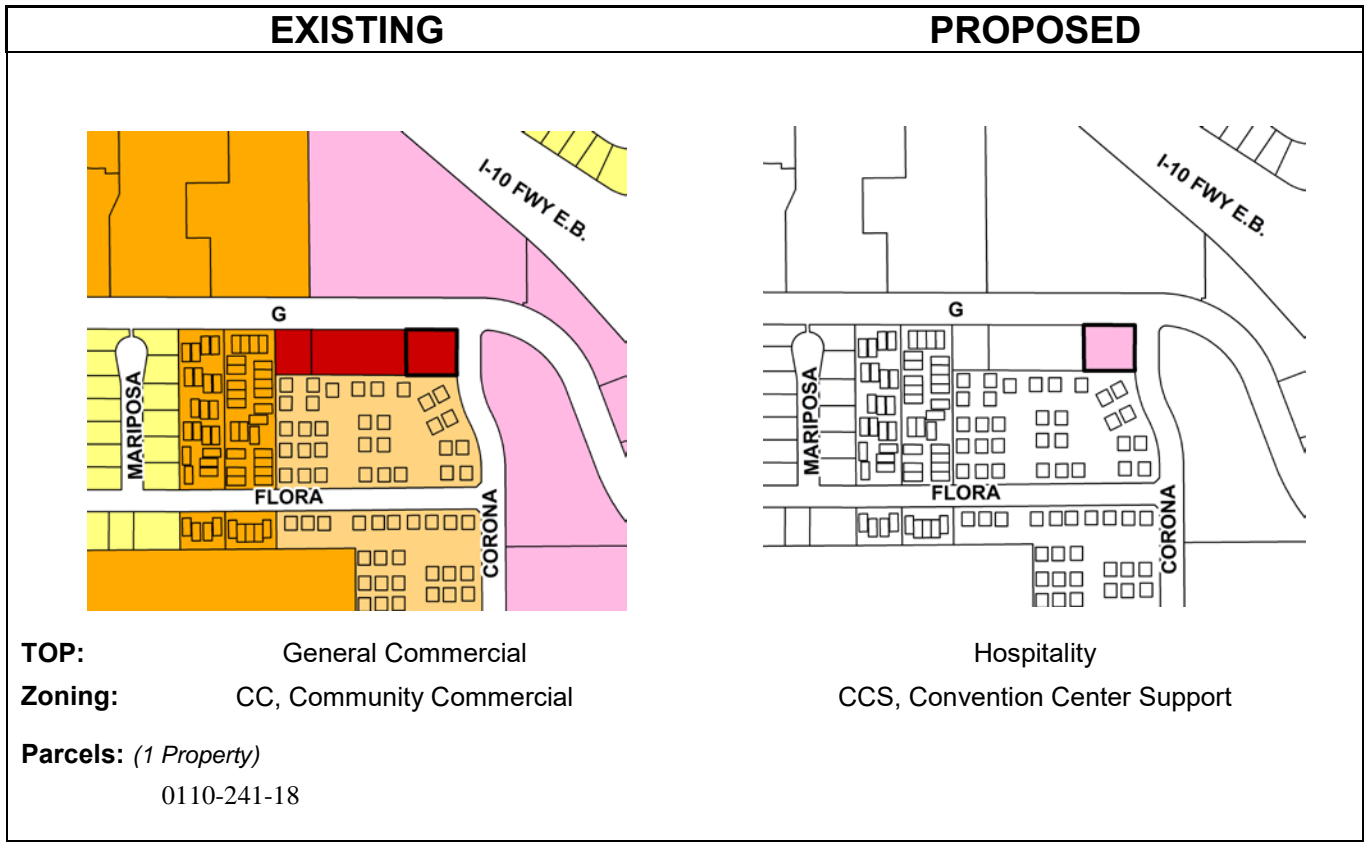 EXISTING PROPOSED
I-10 FWY E.B.
G
MARIPOSA
FLORA
CORONA
I-10 FWY E.B.
G
MARIPOSA
FLORA
CORONA
TOP: General Commercial Hospitality
Zoning: CC, Community Commercial CCS, Convention Center Support
Parcels: (1 Property)
0110-241-18